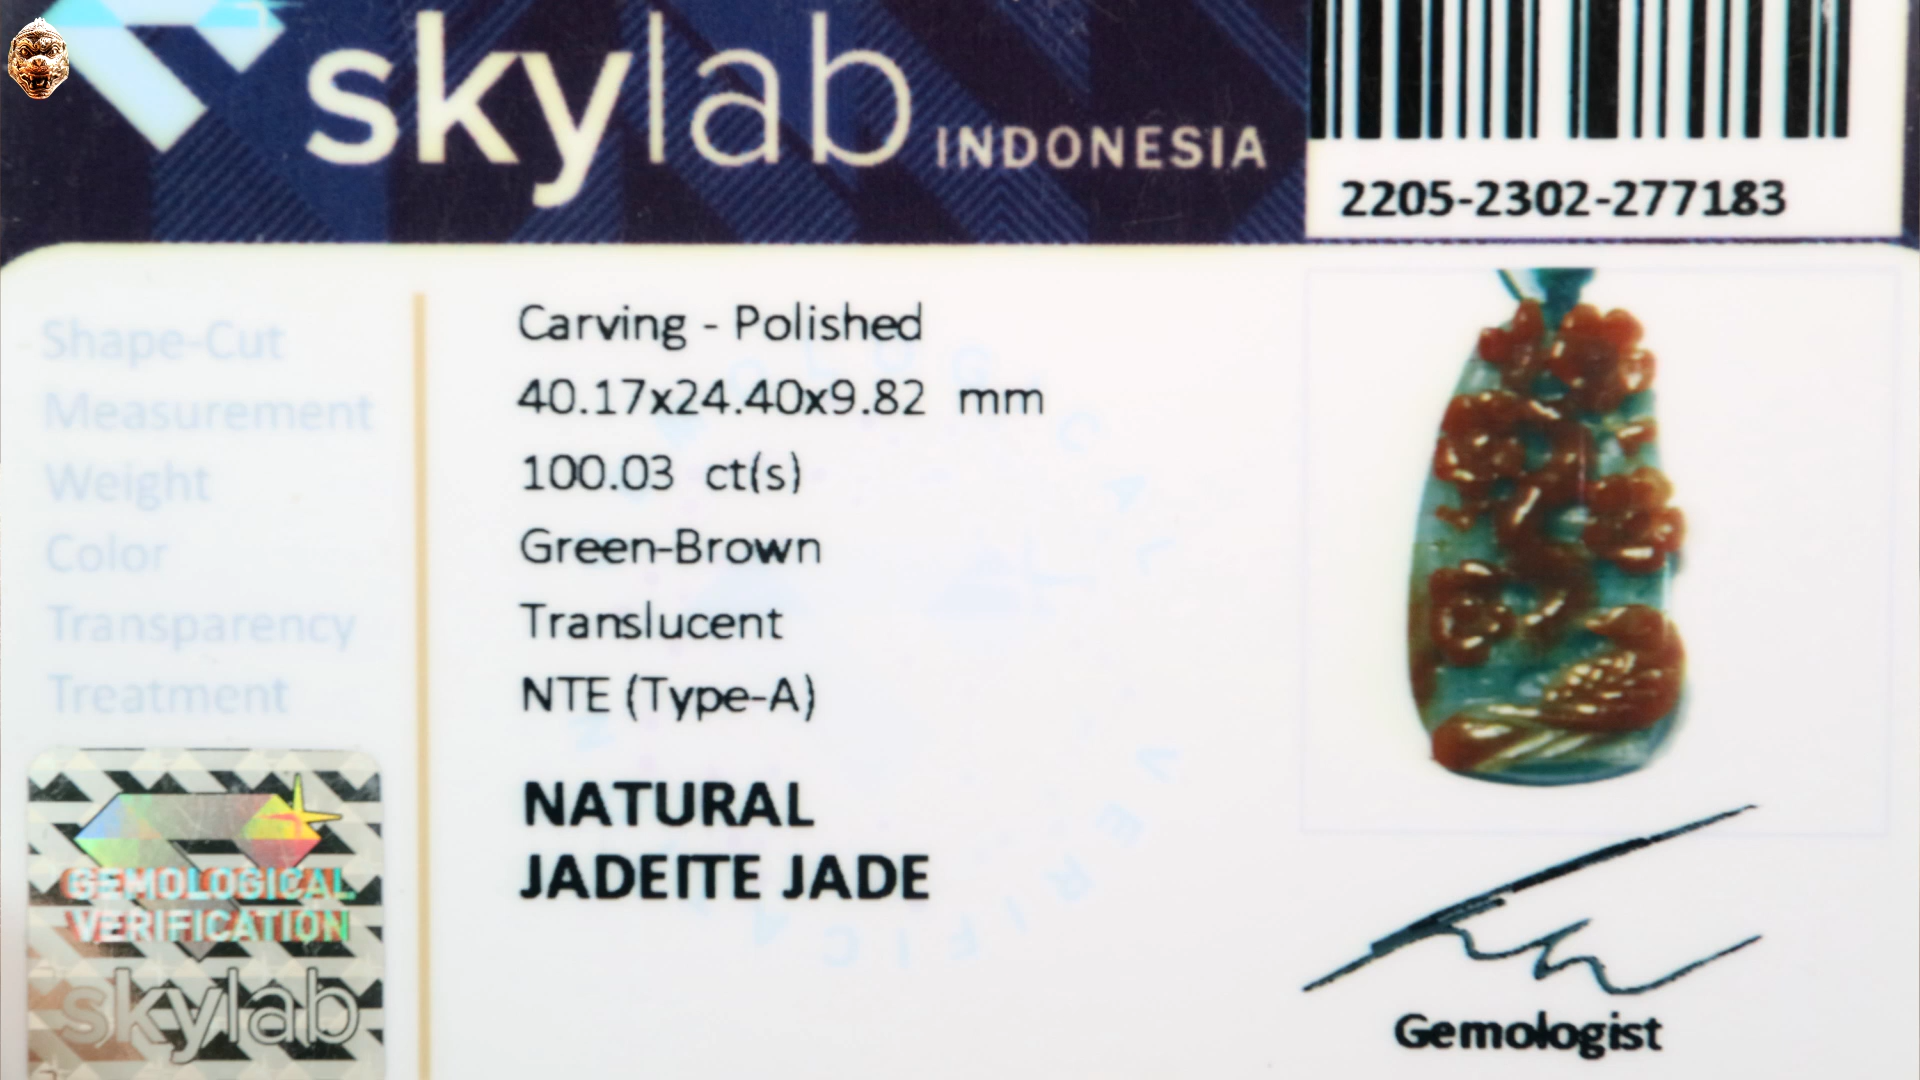 skylab INDONESIA
2205-2302-277183
Shape-Cut Carving - Polished
Measurement 40.17x24.40x9.82 mm
Weight 100.03 ct(s)
Color Green-Brown
Transparency Translucent
Treatment NTE (Type-A)
NATURAL
JADEITE JADE
GEMOLOGICAL
VERIFICATION
skylab
Gemologist